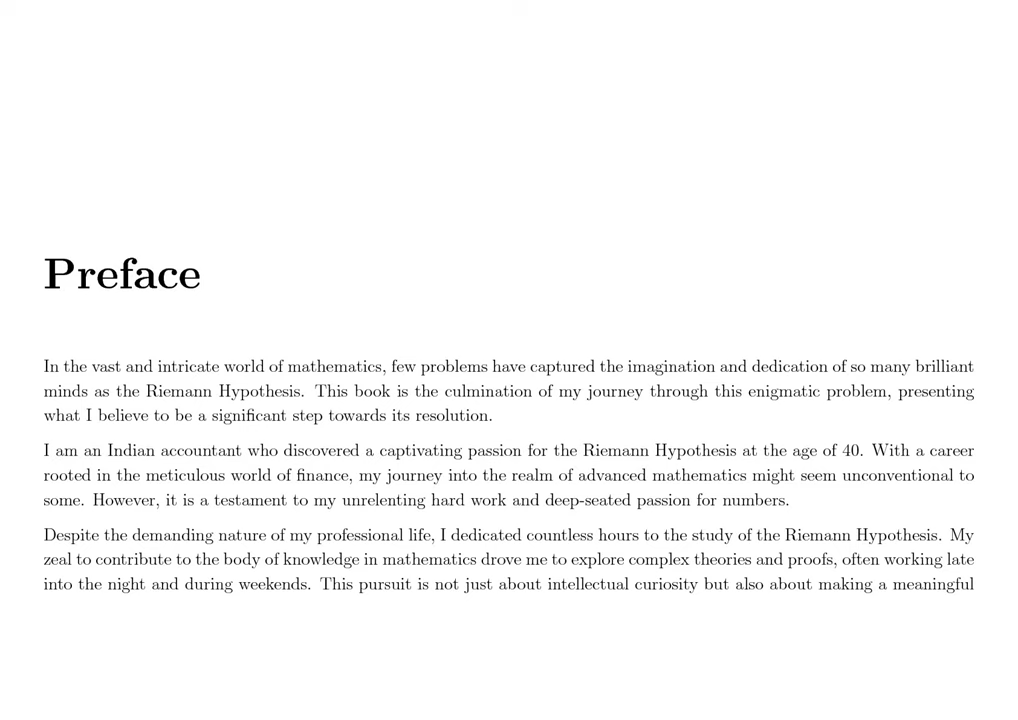 Preface
In the vast and intricate world of mathematics, few problems have captured the imagination and dedication of so many brilliant
minds as the Riemann Hypothesis. This book is the culmination of my journey through this enigmatic problem, presenting
what I believe to be a significant step towards its resolution.
I am an Indian accountant who discovered a captivating passion for the Riemann Hypothesis at the age of 40. With a career
rooted in the meticulous world of finance, my journey into the realm of advanced mathematics might seem unconventional to
some. However, it is a testament to my unrelenting hard work and deep-seated passion for numbers.
Despite the demanding nature of my professional life, I dedicated countless hours to the study of the Riemann Hypothesis. My
zeal to contribute to the body of knowledge in mathematics drove me to explore complex theories and proofs, often working late
into the night and during weekends. This pursuit is not just about intellectual curiosity but also about making a meaningful